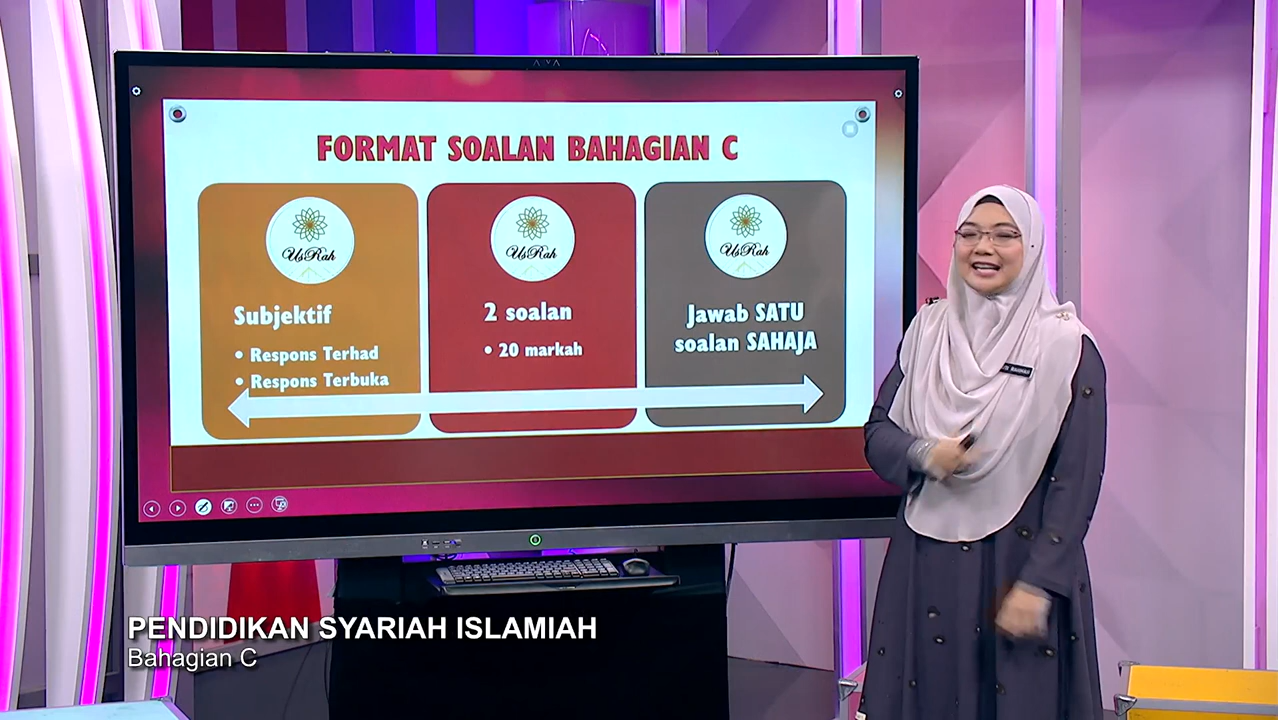 AVA
FORMAT SOALAN BAHAGIAN C
UsRah
UsRah
UsRah
Subjektif
• Respons Terhad
• Respons Terbuka
2 soalan
• 20 markah
Jawab SATU
soalan SAHAJA
PENDIDIKAN SYARIAH ISLAMIAH
Bahagian C